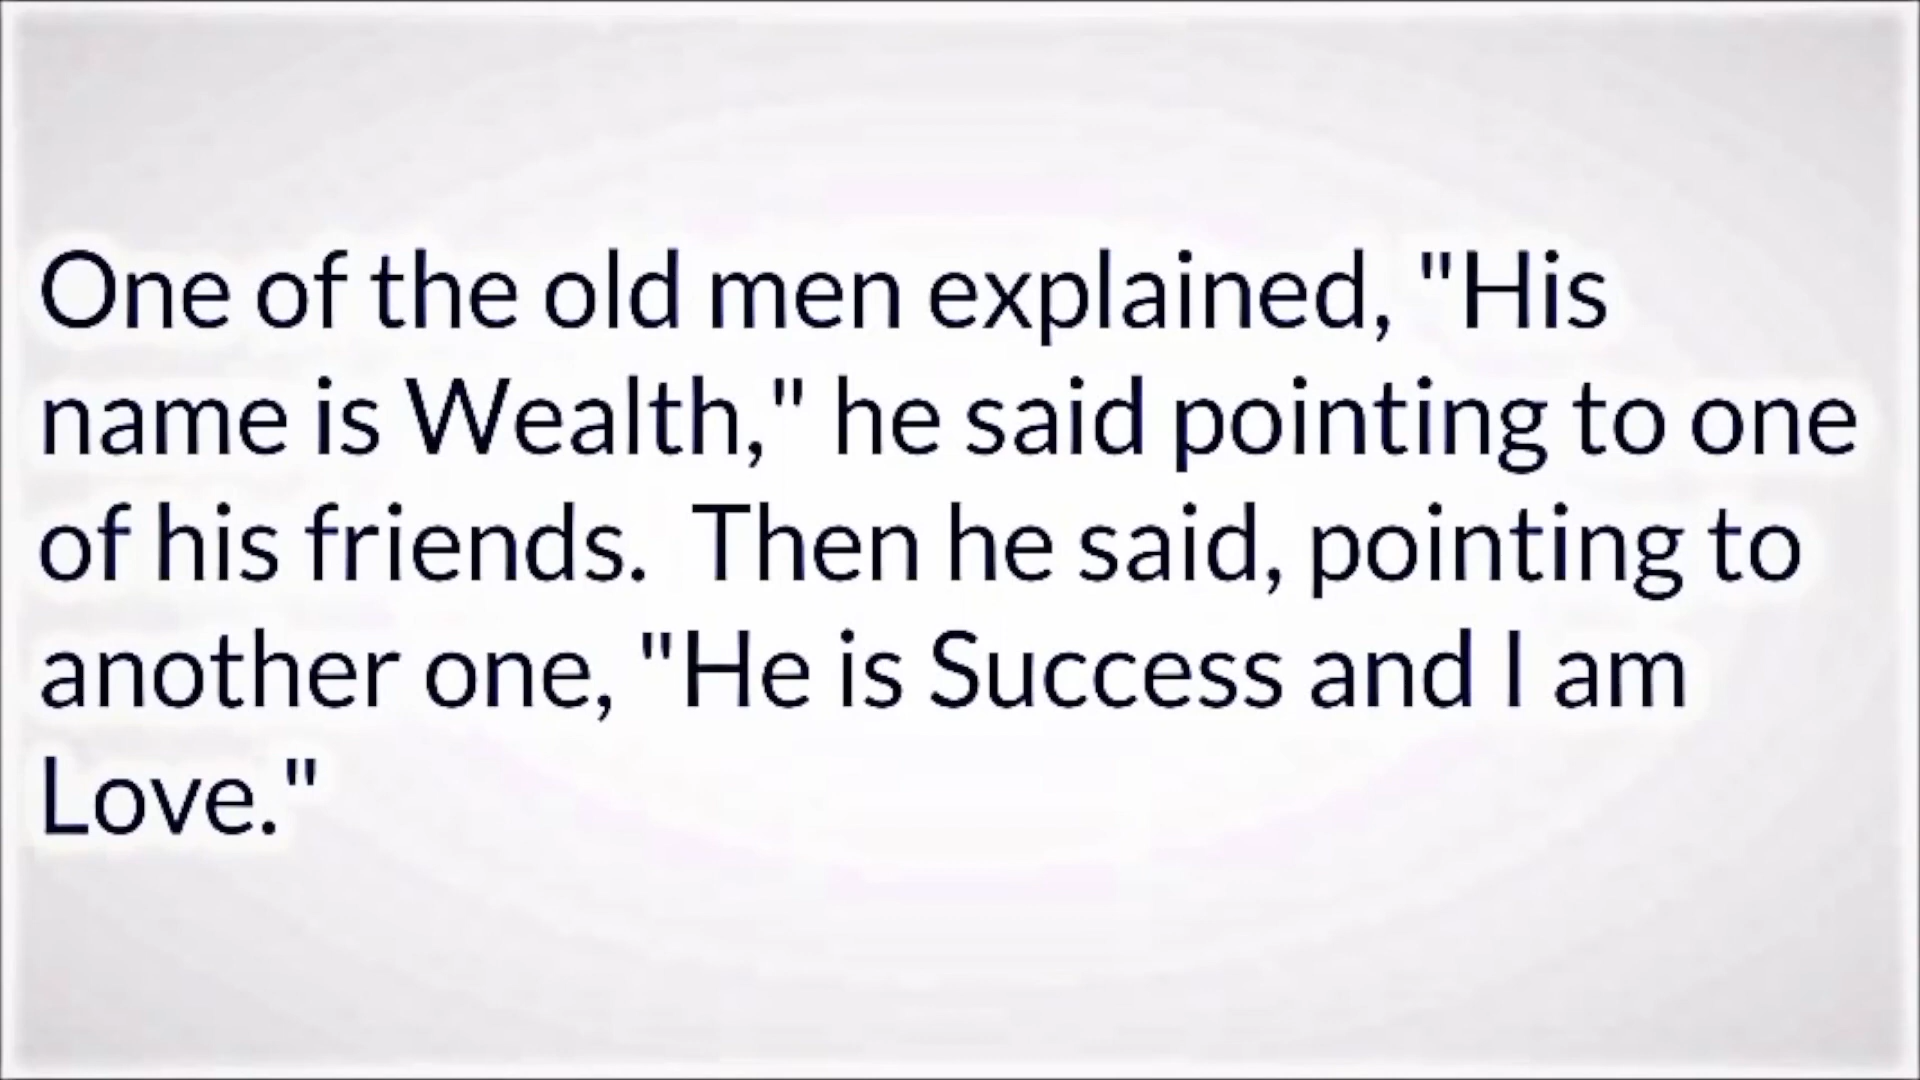 One of the old men explained, "His
name is Wealth," he said pointing to one
of his friends.  Then he said, pointing to
another one, "He is Success and I am
Love."